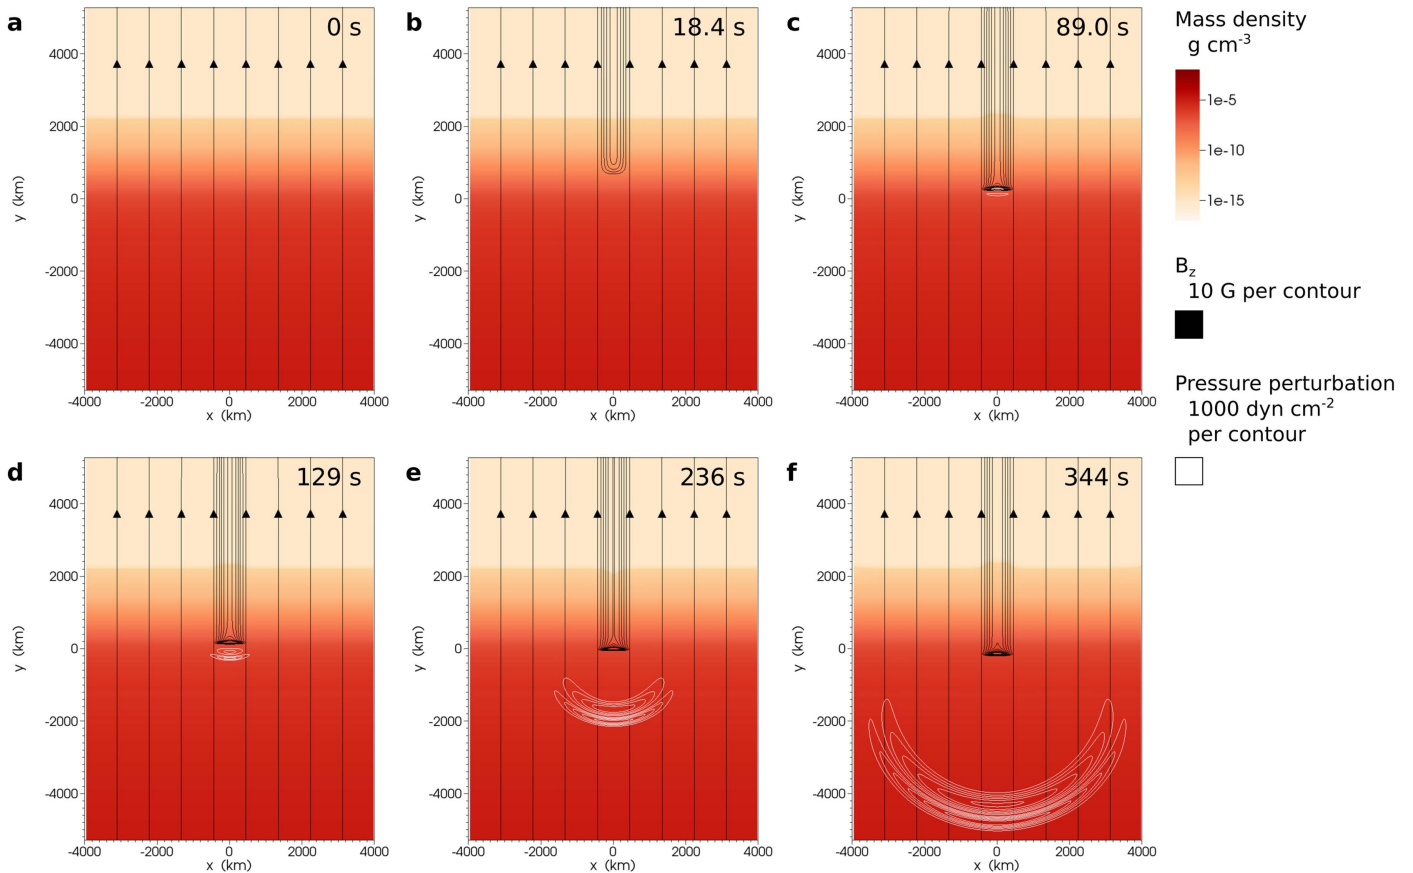 a
0 s
4000
2000
0
-2000
-4000
y (km)
-4000 -2000 0 2000 4000
x (km)
b
18.4 s
4000
2000
0
-2000
-4000
y (km)
-4000 -2000 0 2000 4000
x (km)
c
89.0 s
4000
2000
0
-2000
-4000
y (km)
-4000 -2000 0 2000 4000
x (km)
Mass density
g cm-3
1e-5
1e-10
1e-15
Bz
10 G per contour
Pressure perturbation
1000 dyn cm-2
per contour
d
129 s
4000
2000
0
-2000
-4000
y (km)
-4000 -2000 0 2000 4000
x (km)
e
236 s
4000
2000
0
-2000
-4000
y (km)
-4000 -2000 0 2000 4000
x (km)
f
344 s
4000
2000
0
-2000
-4000
y (km)
-4000 -2000 0 2000 4000
x (km)